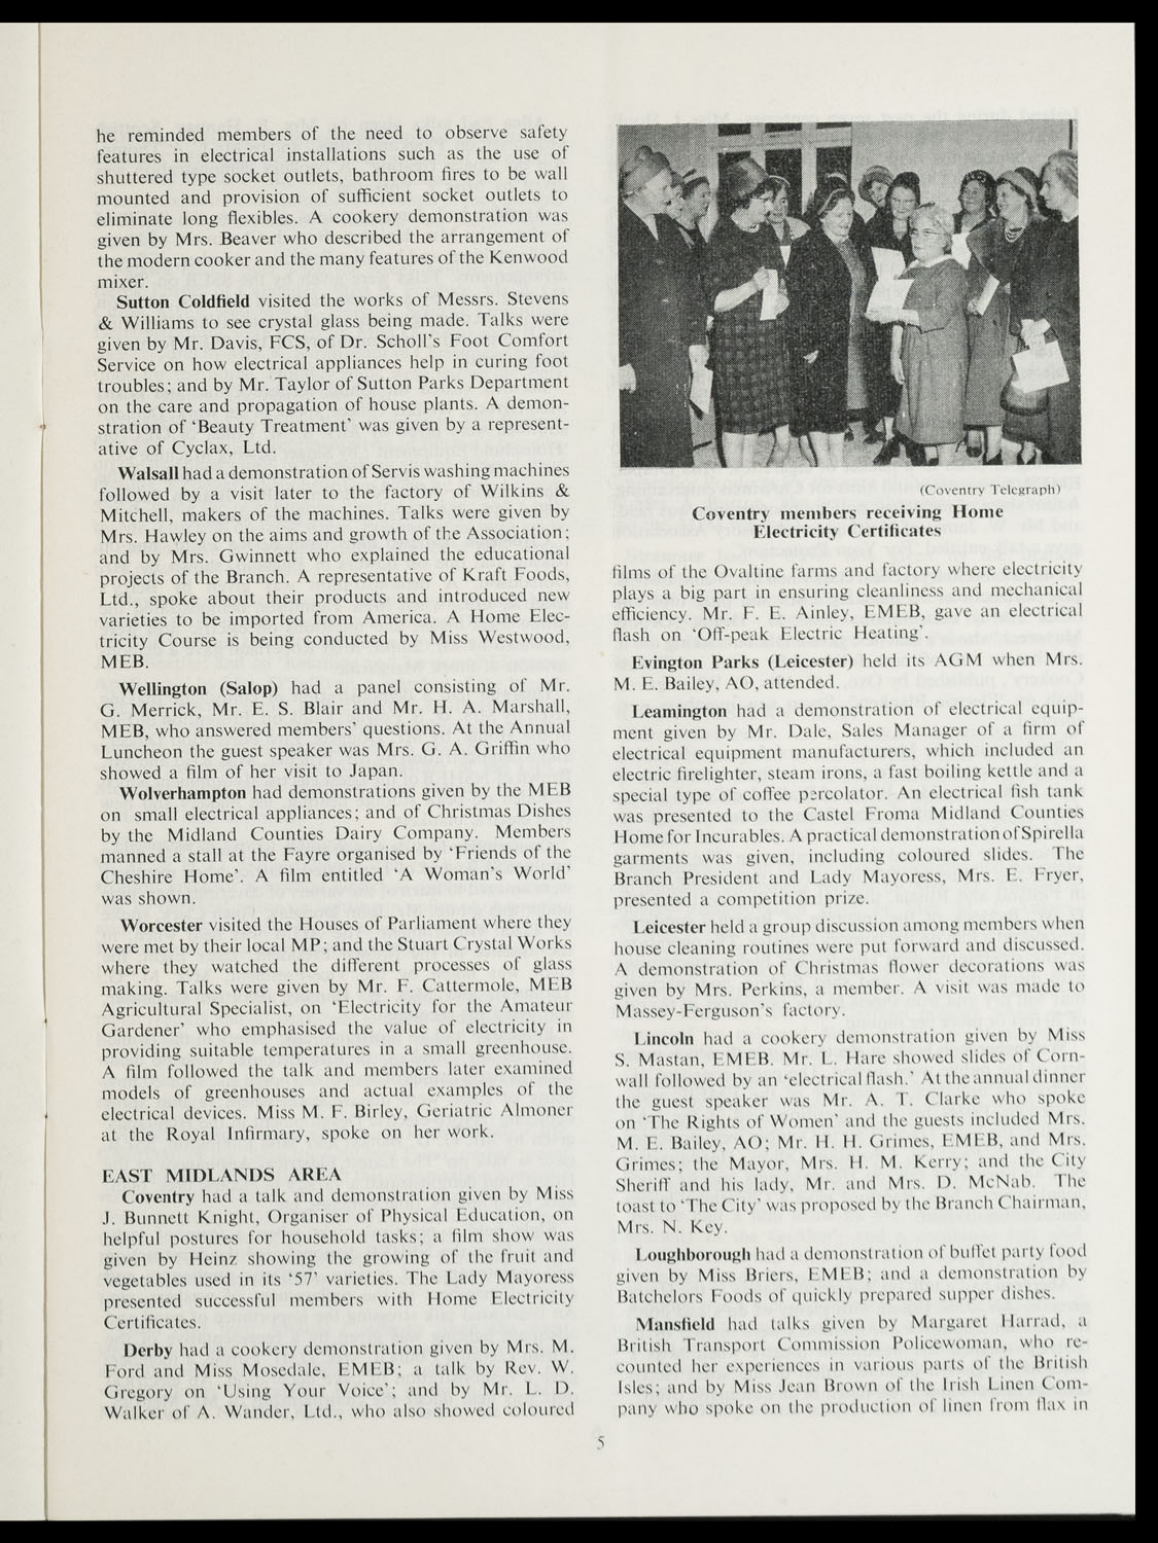 he reminded members of the need to observe safety
features in electrical installations such as the use of
shuttered type socket outlets, bathroom fires to be wall
mounted and provision of sufficient socket outlets to
eliminate long flexibles. A cookery demonstration was
given by Mrs. Beaver who described the arrangement of
the modern cooker and the many features of the Kenwood
mixer.
Sutton Coldfield visited the works of Messrs. Stevens
& Williams to see crystal glass being made. Talks were
given by Mr. Davis, FCS, of Dr. Scholl's Foot Comfort
Service on how electrical appliances help in curing foot
troubles; and by Mr. Taylor of Sutton Parks Department
on the care and propagation of house plants. A demon-
stration of 'Beauty Treatment' was given by a represent-
ative of Cyclax, Ltd.
Walsall had a demonstration of Servis washing machines
followed by a visit later to the factory of Wilkins &
Mitchell, makers of the machines. Talks were given by
Mrs. Hawley on the aims and growth of the Association;
and by Mrs. Gwinnett who explained the educational
projects of the Branch. A representative of Kraft Foods,
Ltd., spoke about their products and introduced new
varieties to be imported from America. A Home Elec-
tricity Course is being conducted by Miss Westwood,
MEB.
Wellington (Salop) had a panel consisting of Mr.
G. Merrick, Mr. E. S. Blair and Mr. H. A. Marshall,
MEB, who answered members' questions. At the Annual
Luncheon the guest speaker was Mrs. G. A. Griffin who
showed a film of her visit to Japan.
Wolverhampton had demonstrations given by the MEB
on small electrical appliances; and of Christmas Dishes
by the Midland Counties Dairy Company. Members
manned a stall at the Fayre organised by 'Friends of the
Cheshire Home'. A film entitled 'A Woman's World'
was shown.
Worcester visited the Houses of Parliament where they
were met by their local MP; and the Stuart Crystal Works
where they watched the different processes of glass
making. Talks were given by Mr. F. Cattermole, MEB
Agricultural Specialist, on 'Electricity for the Amateur
Gardener' who emphasised the value of electricity in
providing suitable temperatures in a small greenhouse.
A film followed the talk and members later examined
models of greenhouses and actual examples of the
electrical devices. Miss M. F. Birley, Geriatric Almoner
at the Royal Infirmary, spoke on her work.
EAST MIDLANDS AREA
Coventry had a talk and demonstration given by Miss
J. Bunnett Knight, Organiser of Physical Education, on
helpful postures for household tasks; a film show was
given by Heinz showing the growing of the fruit and
vegetables used in its '57' varieties. The Lady Mayoress
presented successful members with Home Electricity
Certificates.
Derby had a cookery demonstration given by Mrs. M.
Ford and Miss Mosedale, EMEB; a talk by Rev. W.
Gregory on 'Using Your Voice'; and by Mr. L. D.
Walker of A. Wander, Ltd., who also showed coloured
(Coventry Telegraph)
Coventry members receiving Home
Electricity Certificates
films of the Ovaltine farms and factory where electricity
plays a big part in ensuring cleanliness and mechanical
efficiency. Mr. F. E. Ainley, EMEB, gave an electrical
flash on 'Off-peak Electric Heating'.
Evington Parks (Leicester) held its AGM when Mrs.
M. E. Bailey, AO, attended.
Leamington had a demonstration of electrical equip-
ment given by Mr. Dale, Sales Manager of a firm of
electrical equipment manufacturers, which included an
electric firelighter, steam irons, a fast boiling kettle and a
special type of coffee percolator. An electrical fish tank
was presented to the Castel Froma Midland Counties
Home for Incurables. A practical demonstration of Spirella
garments was given, including coloured slides. The
Branch President and Lady Mayoress, Mrs. E. Fryer,
presented a competition prize.
Leicester held a group discussion among members when
house cleaning routines were put forward and discussed.
A demonstration of Christmas flower decorations was
given by Mrs. Perkins, a member. A visit was made to
Massey-Ferguson's factory.
Lincoln had a cookery demonstration given by Miss
S. Mastan, EMEB. Mr. L. Hare showed slides of Corn-
wall followed by an 'electrical flash.' At the annual dinner
the guest speaker was Mr. A. T. Clarke who spoke
on 'The Rights of Women' and the guests included Mrs.
M. E. Bailey, AO; Mr. H. H. Grimes, EMEB, and Mrs.
Grimes; the Mayor, Mrs. H. M. Kerry; and the City
Sheriff and his lady, Mr. and Mrs. D. McNab. The
toast to 'The City' was proposed by the Branch Chairman,
Mrs. N. Key.
Loughborough had a demonstration of buffet party food
given by Miss Briers, EMEB; and a demonstration by
Batchelors Foods of quickly prepared supper dishes.
Mansfield had talks given by Margaret Harrad, a
British Transport Commission Policewoman, who re-
counted her experiences in various parts of the British
Isles; and by Miss Jean Brown of the Irish Linen Com-
pany who spoke on the production of linen from flax in
5